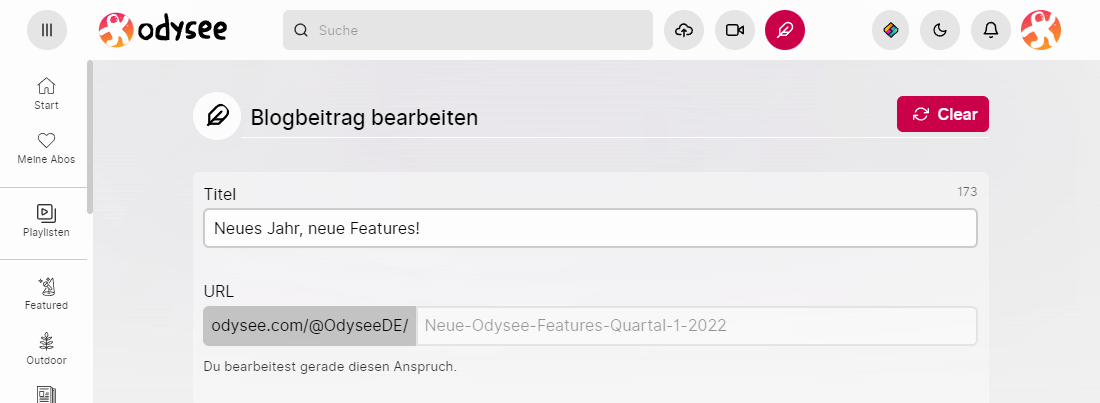 odysee
Suche
Start
Meine Abos
Playlisten
Featured
Outdoor
Blogbeitrag bearbeiten
Clear
Titel
173
Neues Jahr, neue Features!
URL
odysee.com/@OdyseeDE/
Neue-Odysee-Features-Quartal-1-2022
Du bearbeitest gerade diesen Anspruch.